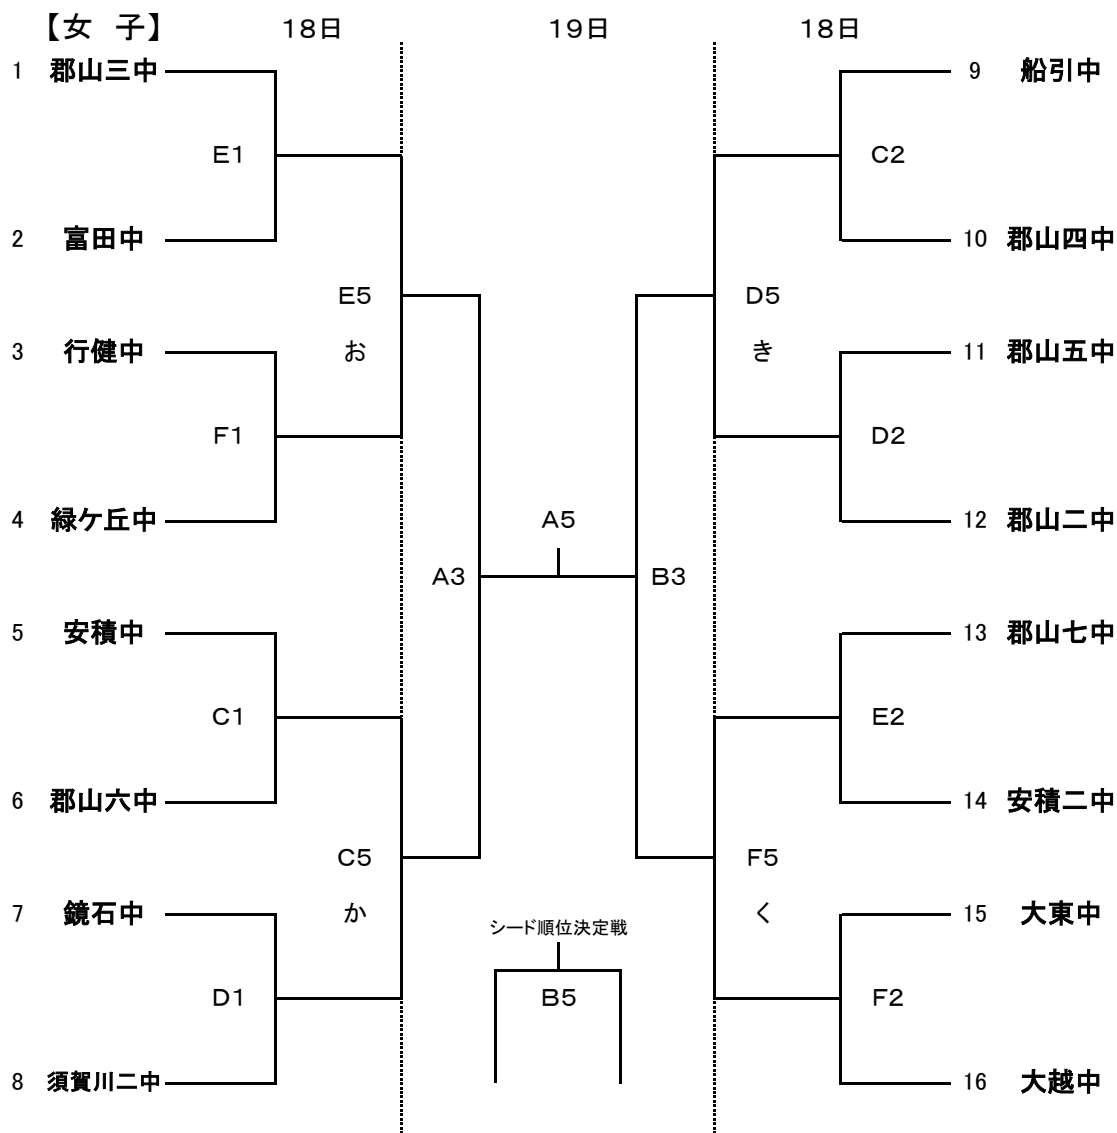 【女 子】 18日 19日 18日
1 郡山三中 9 船引中
E1 C2
2 富田中 10 郡山四中
E5 D5
3 行健中 お き 11 郡山五中
F1 D2
4 緑ケ丘中 A5 12 郡山二中
A3 B3
5 安積中 13 郡山七中
C1 E2
6 郡山六中 14 安積二中
C5 F5
7 鏡石中 か く 15 大東中
シード順位決定戦
D1 B5 F2
8 須賀川二中 16 大越中